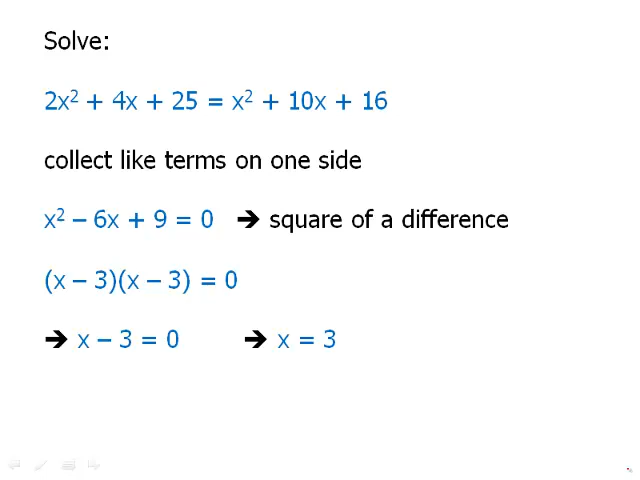 Solve:
2x² + 4x + 25 = x² + 10x + 16
collect like terms on one side
x² – 6x + 9 = 0 ➔ square of a difference
(x – 3)(x – 3) = 0
➔ x – 3 = 0 ➔ x = 3